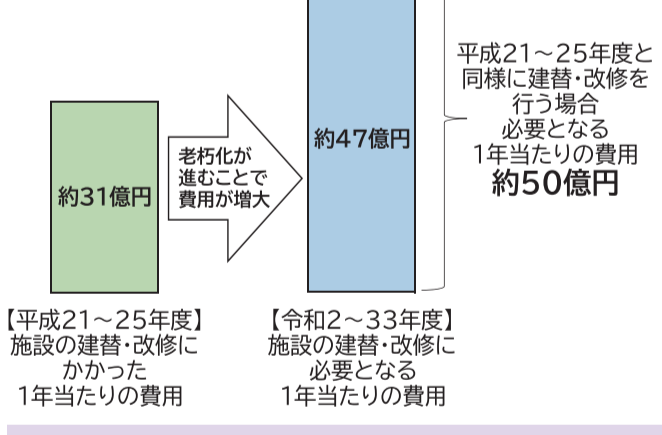 約31億円
老朽化が
進むことで
費用が増大
約47億円
平成21～25年度と
同様に建替・改修を
行う場合
必要となる
1年当たりの費用
約50億円
【平成21～25年度】
施設の建替・改修に
かかった
1年当たりの費用
【令和2～33年度】
施設の建替・改修に
必要となる
1年当たりの費用